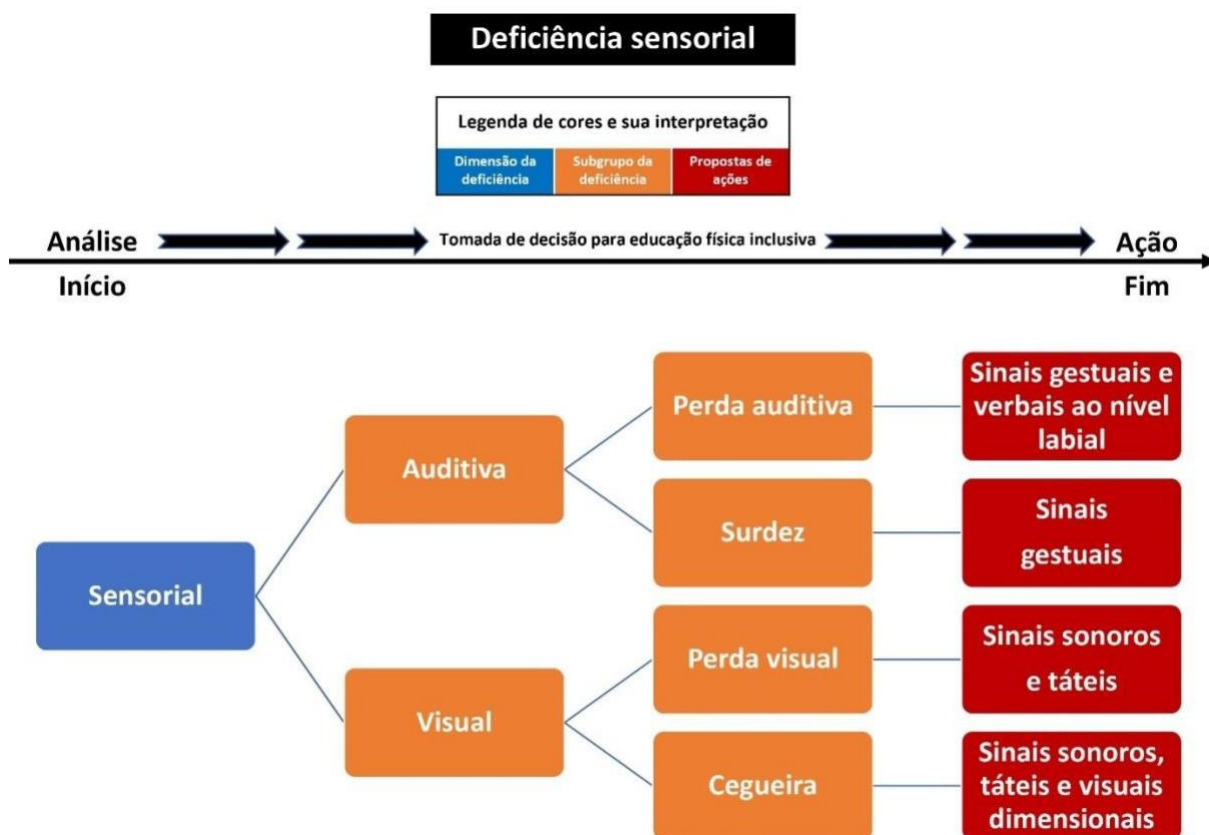 Deficiência sensorial
Legenda de cores e sua interpretação
Dimensão da
deficiência
Subgrupo da
deficiência
Propostas de
ações
Análise
Tomada de decisão para educação física inclusiva
Ação
Início
Fim
Sensorial
Auditiva
Perda auditiva
Sinais gestuais e
verbais ao nível
labial
Surdez
Sinais
gestuais
Visual
Perda visual
Sinais sonoros
e táteis
Cegueira
Sinais sonoros,
táteis e visuais
dimensionais